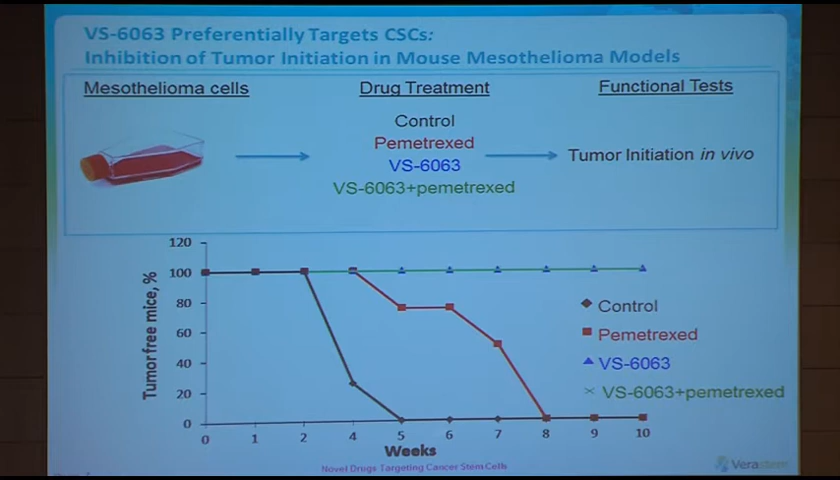 VS-6063 Preferentially Targets CSCs:
Inhibition of Tumor Initiation in Mouse Mesothelioma Models
Mesothelioma cells
Drug Treatment
Functional Tests
Control
Pemetrexed
VS-6063
VS-6063+pemetrexed
Tumor Initiation in vivo
Tumor free mice, %
120
100
80
60
40
20
0
0 1 2 4 5 6 7 8 9 10
Weeks
Control
Pemetrexed
VS-6063
VS-6063+pemetrexed
Novel Drugs Targeting Cancer Stem Cells
Verastem